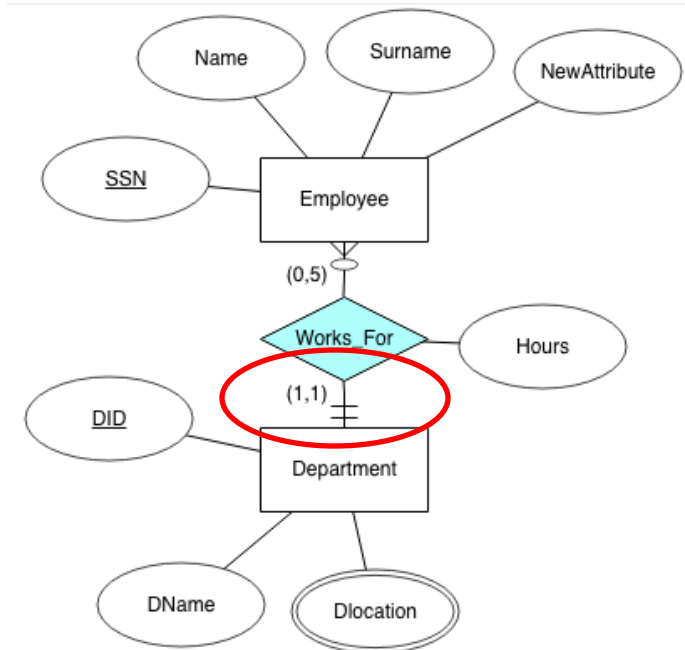 Surname
Name
NewAttribute
SSN
Employee
(0,5)
Works_For
Hours
(1,1)
DID
Department
DName
Dlocation